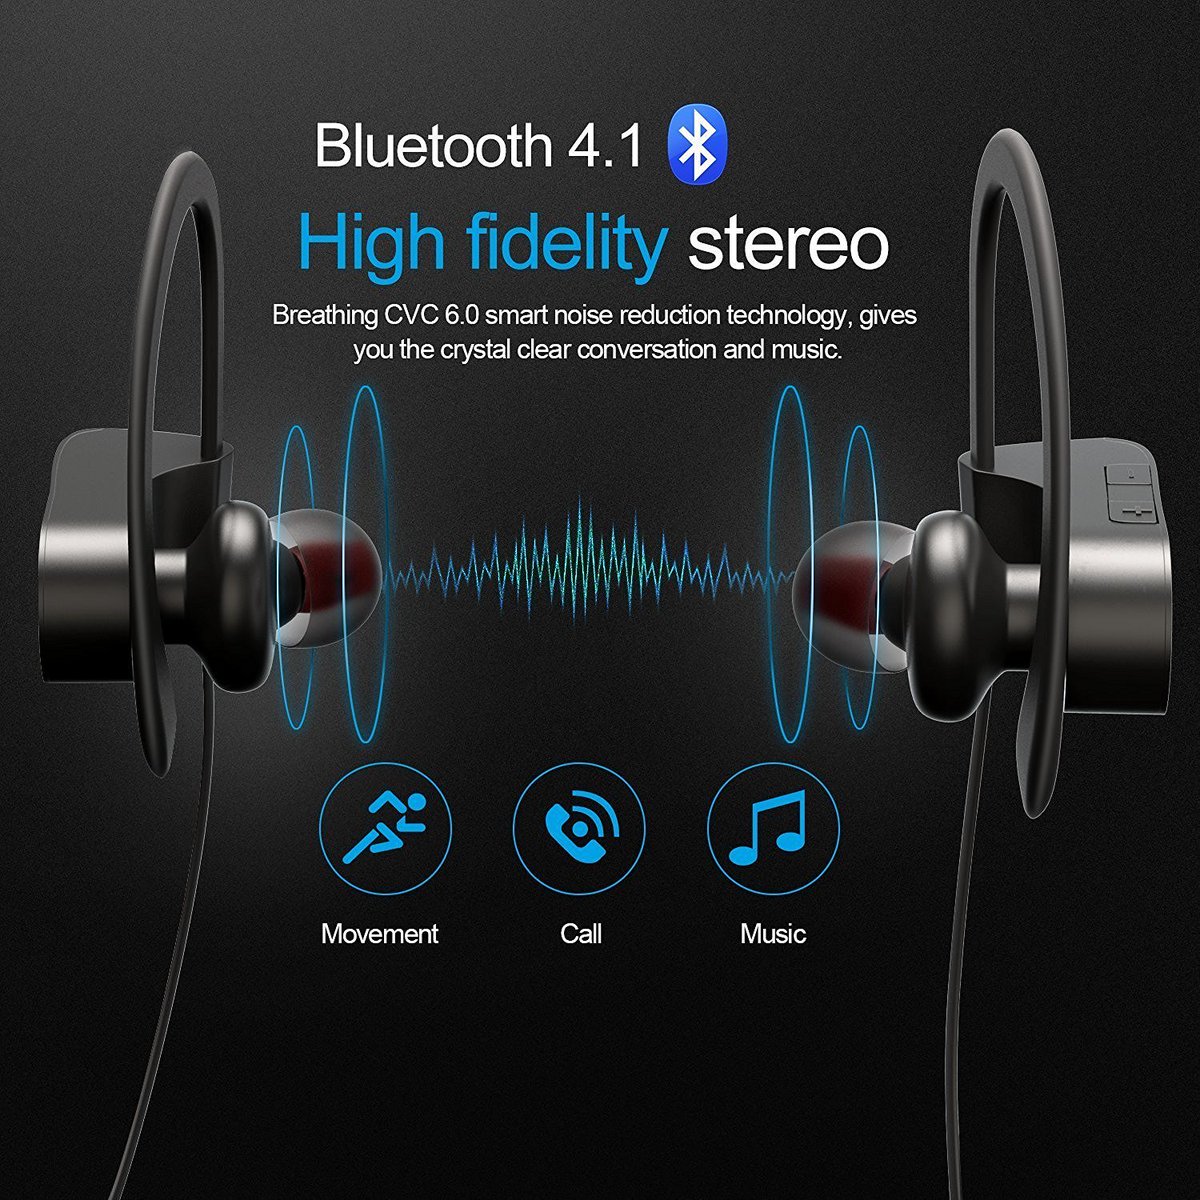 Bluetooth 4.1
High fidelity stereo
Breathing CVC 6.0 smart noise reduction technology, gives
you the crystal clear conversation and music.
Movement
Call
Music